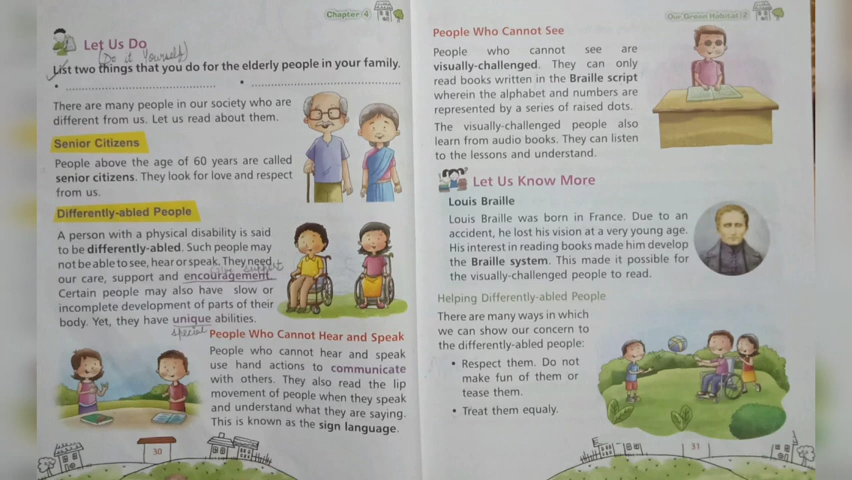 Chapter 4
Let Us Do
(Do it Yourself)
List two things that you do for the elderly people in your family.
There are many people in our society who are
different from us. Let us read about them.
Senior Citizens
People above the age of 60 years are called
senior citizens. They look for love and respect
from us.
Differently-abled People
A person with a physical disability is said
to be differently-abled. Such people may
not be able to see, hear or speak. They need
support
our care, support and encouragement.
Certain people may also have slow or
incomplete development of parts of their
body. Yet, they have unique abilities.
special
People Who Cannot Hear and Speak
People who cannot hear and speak
use hand actions to communicate
with others. They also read the lip
movement of people when they speak
and understand what they are saying.
This is known as the sign language.
30
Our Green Habitat-2
People Who Cannot See
People who cannot see are
visually-challenged. They can only
read books written in the Braille script
wherein the alphabet and numbers are
represented by a series of raised dots.
The visually-challenged people also
learn from audio books. They can listen
to the lessons and understand.
Let Us Know More
Louis Braille
Louis Braille was born in France. Due to an
accident, he lost his vision at a very young age.
His interest in reading books made him develop
the Braille system. This made it possible for
the visually-challenged people to read.
Helping Differently-abled People
There are many ways in which
we can show our concern to
the differently-abled people:
• Respect them. Do not
make fun of them or
tease them.
• Treat them equally.
31